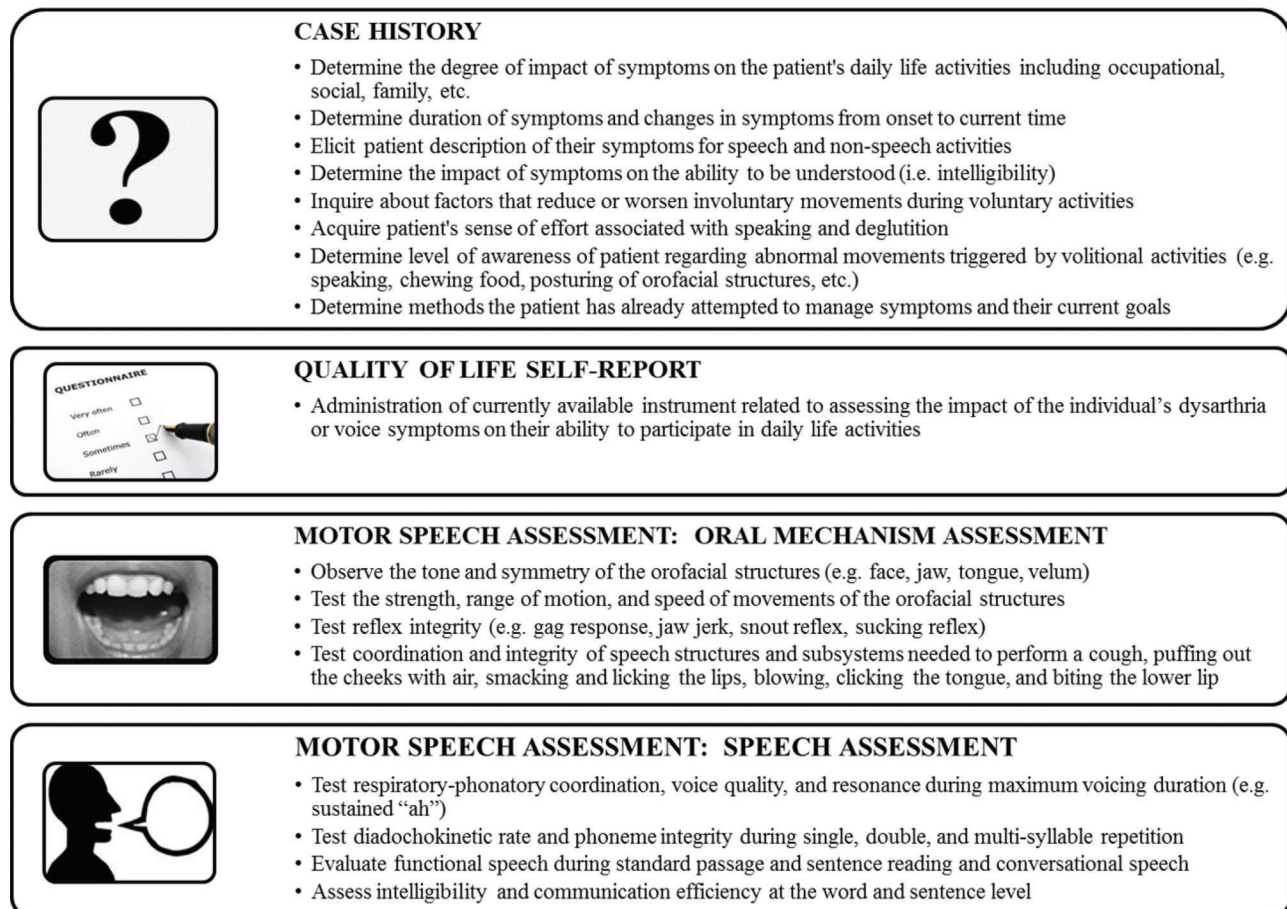 CASE HISTORY
• Determine the degree of impact of symptoms on the patient's daily life activities including occupational,
social, family, etc.
• Determine duration of symptoms and changes in symptoms from onset to current time
• Elicit patient description of their symptoms for speech and non-speech activities
• Determine the impact of symptoms on the ability to be understood (i.e. intelligibility)
• Inquire about factors that reduce or worsen involuntary movements during voluntary activities
• Acquire patient's sense of effort associated with speaking and deglutition
• Determine level of awareness of patient regarding abnormal movements triggered by volitional activities (e.g.
speaking, chewing food, posturing of orofacial structures, etc.)
• Determine methods the patient has already attempted to manage symptoms and their current goals
QUESTIONNAIRE
Very often
Often
Sometimes
Rarely
QUALITY OF LIFE SELF-REPORT
• Administration of currently available instrument related to assessing the impact of the individual’s dysarthria
or voice symptoms on their ability to participate in daily life activities
MOTOR SPEECH ASSESSMENT: ORAL MECHANISM ASSESSMENT
• Observe the tone and symmetry of the orofacial structures (e.g. face, jaw, tongue, velum)
• Test the strength, range of motion, and speed of movements of the orofacial structures
• Test reflex integrity (e.g. gag response, jaw jerk, snout reflex, sucking reflex)
• Test coordination and integrity of speech structures and subsystems needed to perform a cough, puffing out
the cheeks with air, smacking and licking the lips, blowing, clicking the tongue, and biting the lower lip
MOTOR SPEECH ASSESSMENT: SPEECH ASSESSMENT
• Test respiratory-phonatory coordination, voice quality, and resonance during maximum voicing duration (e.g.
sustained “ah”)
• Test diadochokinetic rate and phoneme integrity during single, double, and multi-syllable repetition
• Evaluate functional speech during standard passage and sentence reading and conversational speech
• Assess intelligibility and communication efficiency at the word and sentence level